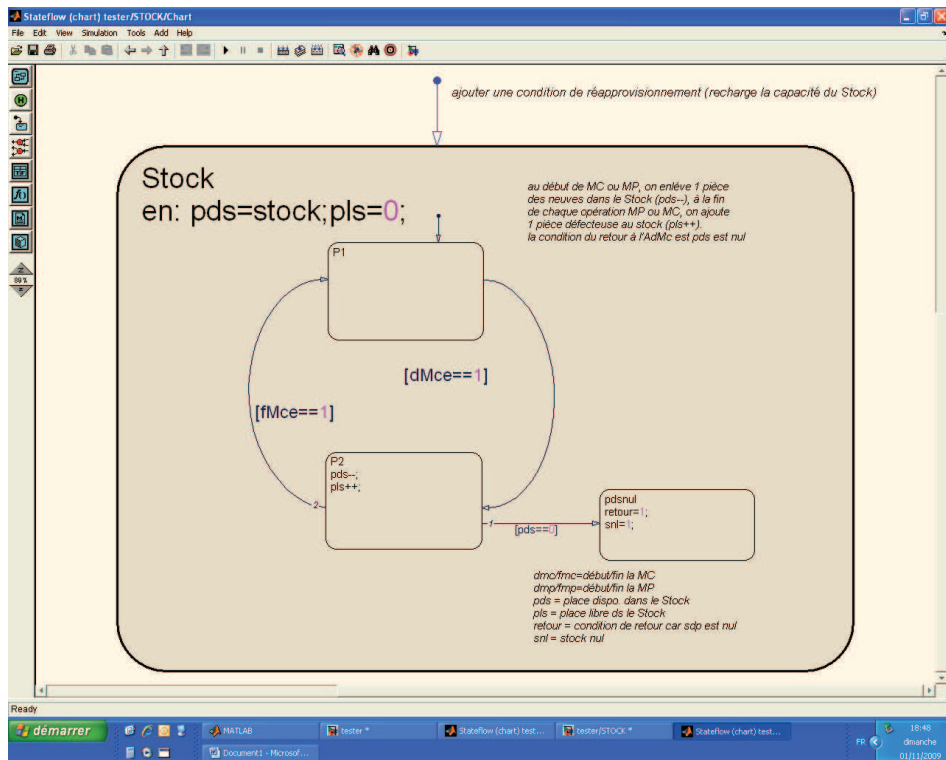 Stateflow (chart) tester/STOCK/Chart
File Edit View Simulation Tools Add Help
ajouter une condition de réapprovisionnement (recharge la capacité du Stock)
Stock
en: pds=stock;pls=0;
au début de MC ou MP, on enléve 1 pièce
des neuves dans le Stock (pds--), à la fin
de chaque opération MP ou MC, on ajoute
1 pièce défecteuse au stock (pls++).
la condition du retour à l'AdMc est pds est nul
P1
89%
[dMce==1]
[fMce==1]
P2
pds--;
pls++;
2
1
[pds==0]
pdsnul
retour=1;
snl=1;
dmc/fmc=début/fin la MC
dmp/fmp=début/fin la MP
pds = place dispo. dans le Stock
pls = place libre ds le Stock
retour = condition de retour car sdp est nul
snl = stock nul
Ready
démarrer
MATLAB
tester *
Stateflow (chart) test...
tester/STOCK *
Stateflow (chart) test...
Document1 - Microsof...
FR
18:48
dimanche
01/11/2009